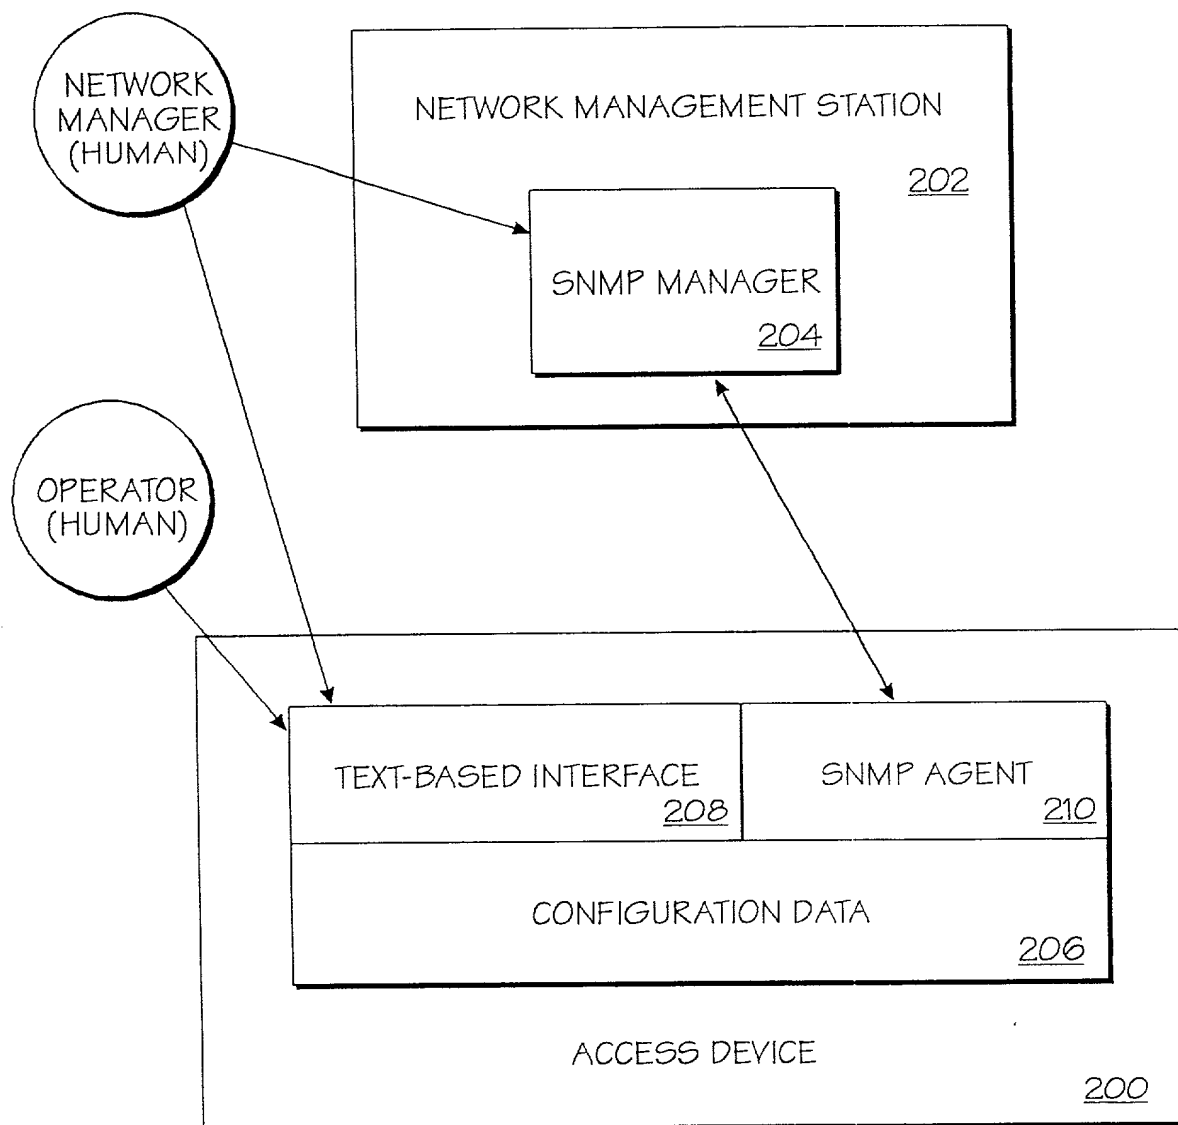 NETWORK
MANAGER
(HUMAN)
NETWORK MANAGEMENT STATION
202
SNMP MANAGER
204
OPERATOR
(HUMAN)
TEXT-BASED INTERFACE
208
SNMP AGENT
210
CONFIGURATION DATA
206
ACCESS DEVICE
200